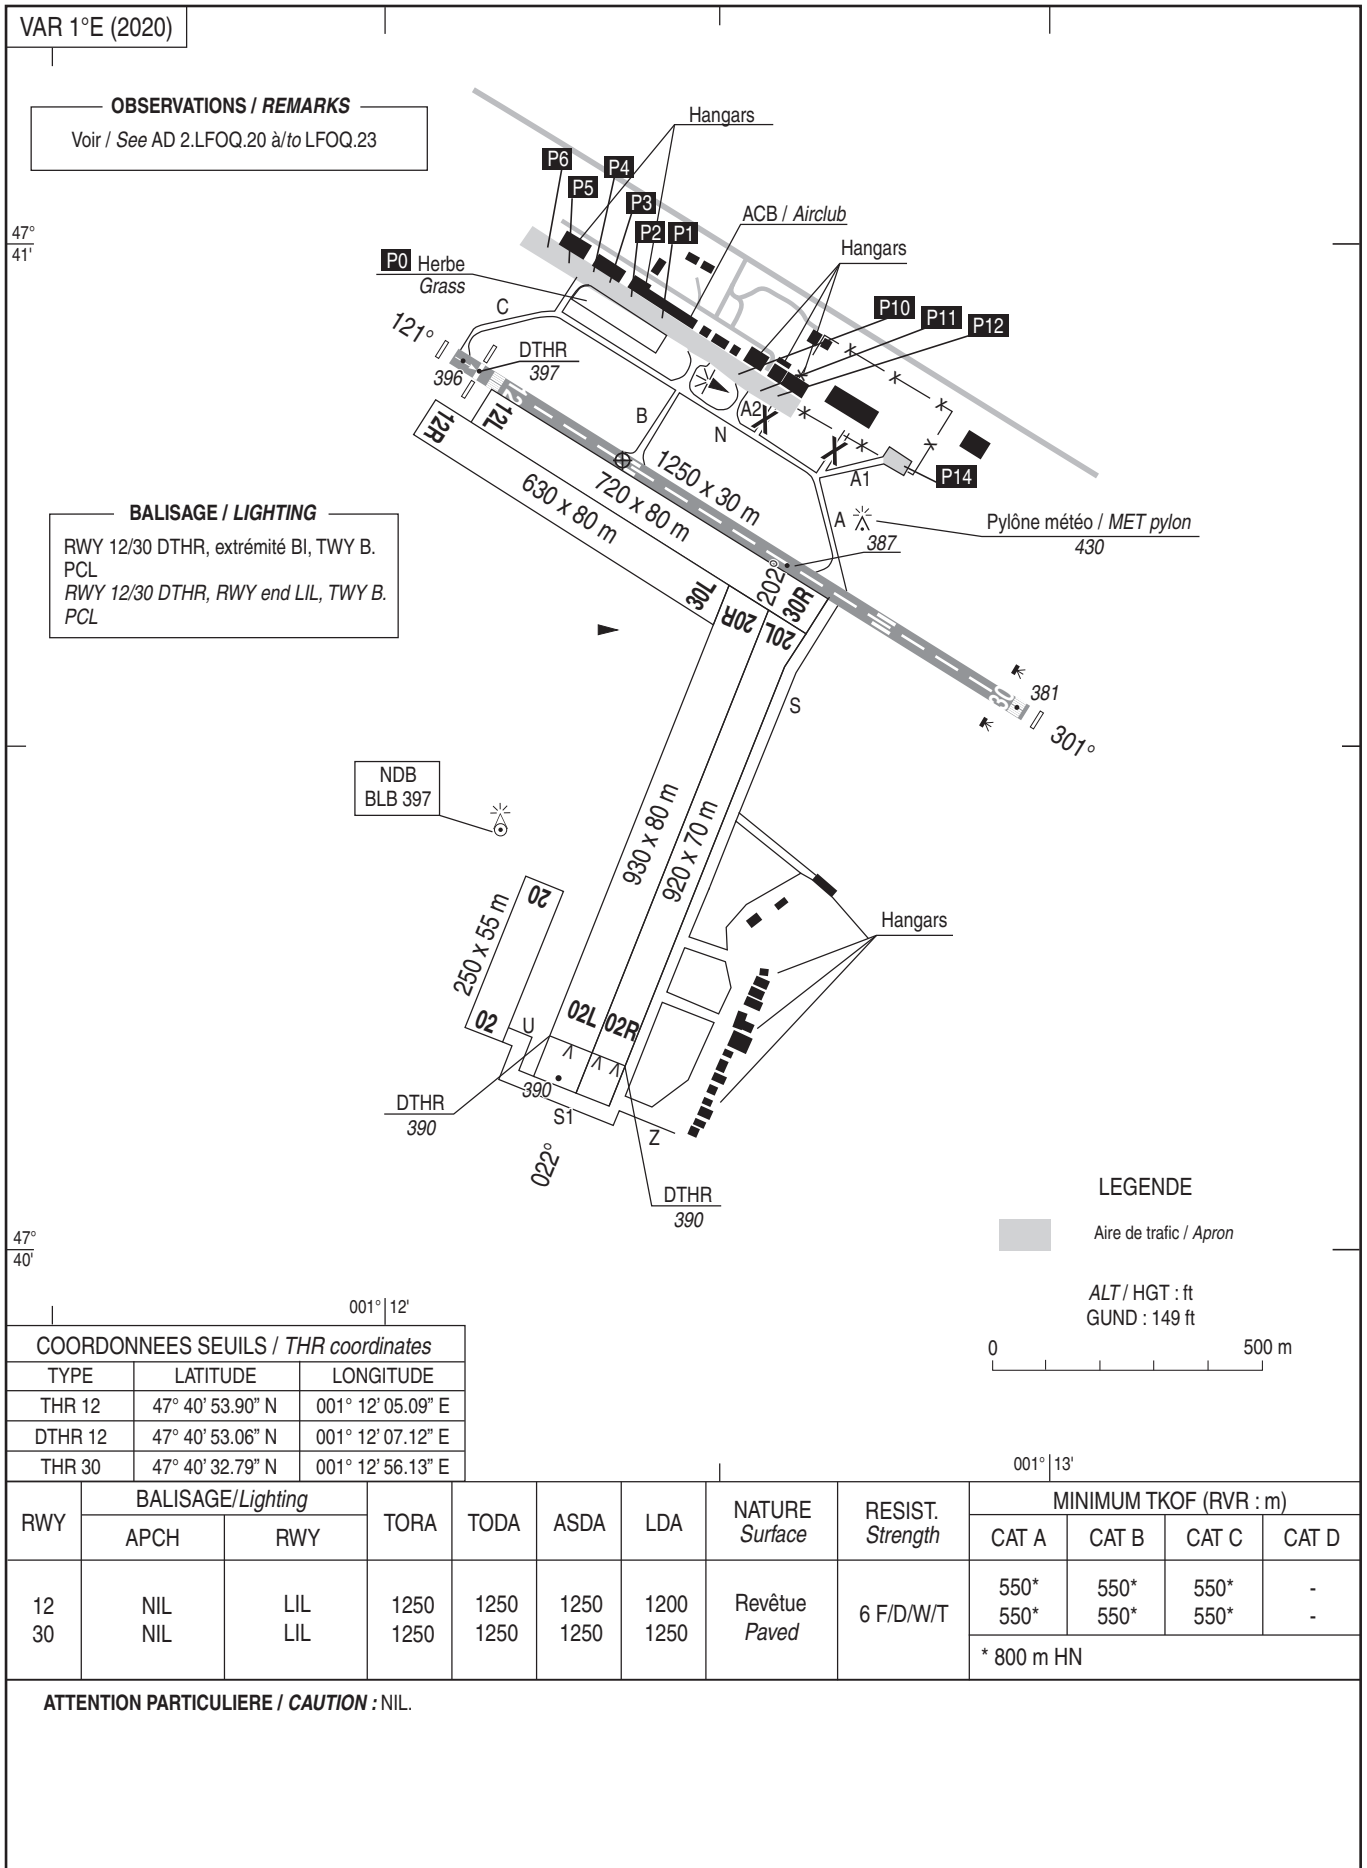 VAR 1°E (2020)
OBSERVATIONS / REMARKS
Voir / See AD 2.LFOQ.20 à/to LFOQ.23
Hangars
P6
P5
P4
P3
P2
P1
ACB / Airclub
Hangars
P10
P11
P12
P14
47°
41'
P0 Herbe
Grass
C
121°
DTHR
397
396
12
12R
12L
B
N
A2
A1
A
1250 x 30 m
720 x 80 m
630 x 80 m
Pylône météo / MET pylon
430
387
BALISAGE / LIGHTING
RWY 12/30 DTHR, extrémité BI, TWY B.
PCL
RWY 12/30 DTHR, RWY end LIL, TWY B.
PCL
30L
20R
202°
30R
20L
S
30
381
301°
NDB
BLB 397
930 x 80 m
920 x 70 m
20
250 x 55 m
02
U
02L
02R
Hangars
390
DTHR
390
S1
Z
022°
DTHR
390
LEGENDE
Aire de trafic / Apron
ALT / HGT : ft
GUND : 149 ft
0 500 m
47°
40'
001° 12'
001° 13'
COORDONNEES SEUILS / THR coordinates
TYPE LATITUDE LONGITUDE
THR 12 47° 40’ 53.90” N 001° 12’ 05.09” E
DTHR 12 47° 40’ 53.06” N 001° 12’ 07.12” E
THR 30 47° 40’ 32.79” N 001° 12’ 56.13” E
RWY BALISAGE/Lighting TORA TODA ASDA LDA NATURE Surface RESIST. Strength MINIMUM TKOF (RVR : m)
APCH RWY CAT A CAT B CAT C CAT D
12 NIL LIL 1250 1250 1250 1200 Revêtue 6 F/D/W/T 550* 550* 550* -
30 NIL LIL 1250 1250 1250 1250 Paved 550* 550* 550* -
* 800 m HN
ATTENTION PARTICULIERE / CAUTION : NIL.